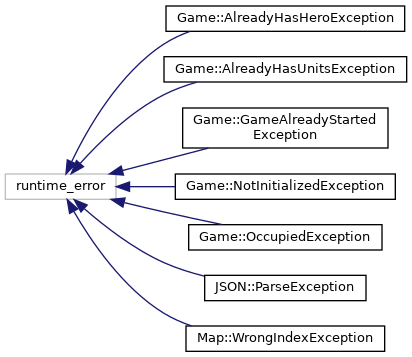 Game::AlreadyHasHeroException
Game::AlreadyHasUnitsException
Game::GameAlreadyStarted
Exception
runtime_error
Game::NotInitializedException
Game::OccupiedException
JSON::ParseException
Map::WrongIndexException